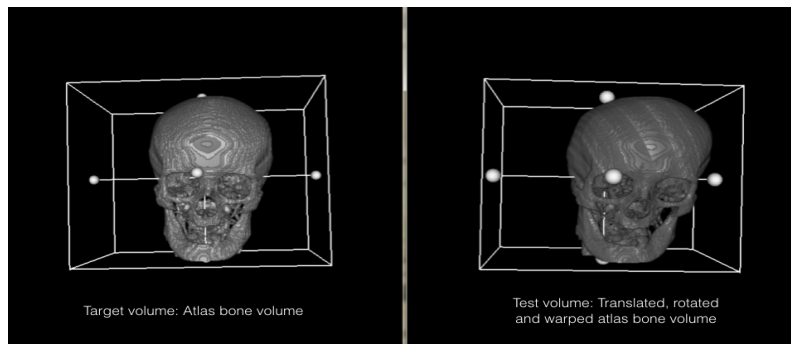 Target volume: Atlas bone volume
Test volume: Translated, rotated
and warped atlas bone volume